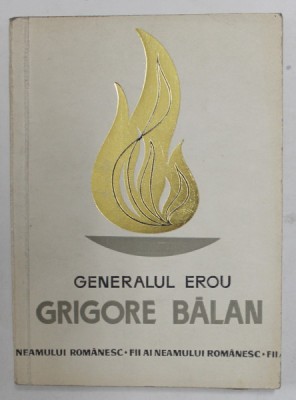 GENERALUL EROU
GRIGORE BĂLAN
NEAMULUI ROMÂNESC • FII AI NEAMULUI ROMÂNESC • FII